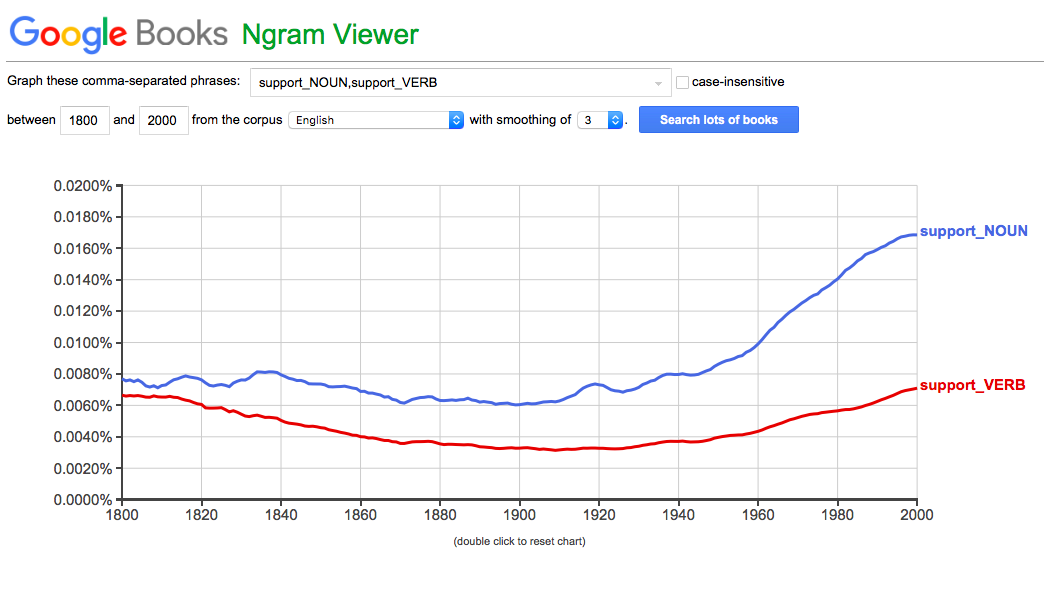 Google Books Ngram Viewer
Graph these comma-separated phrases: support_NOUN,support_VERB case-insensitive
between 1800 and 2000 from the corpus English with smoothing of 3 . Search lots of books
0.0200%
0.0180%
support_NOUN
0.0160%
0.0140%
0.0120%
0.0100%
0.0080%
support_VERB
0.0060%
0.0040%
0.0020%
0.0000%
1800 1820 1840 1860 1880 1900 1920 1940 1960 1980 2000
(double click to reset chart)